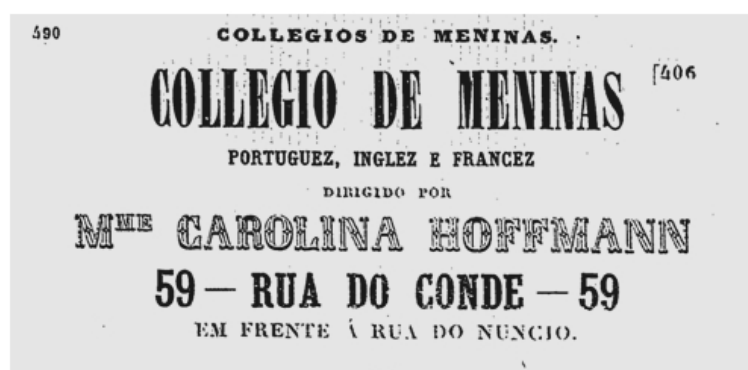 490 COLLEGIOS DE MENINAS.
[406
COLLEGIO DE MENINAS
PORTUGUEZ, INGLEZ E FRANCEZ
DIRIGIDO POR
MME CAROLINA HOFFMANN
59 — RUA DO CONDE — 59
EM FRENTE Á RUA DO NUNCIO.